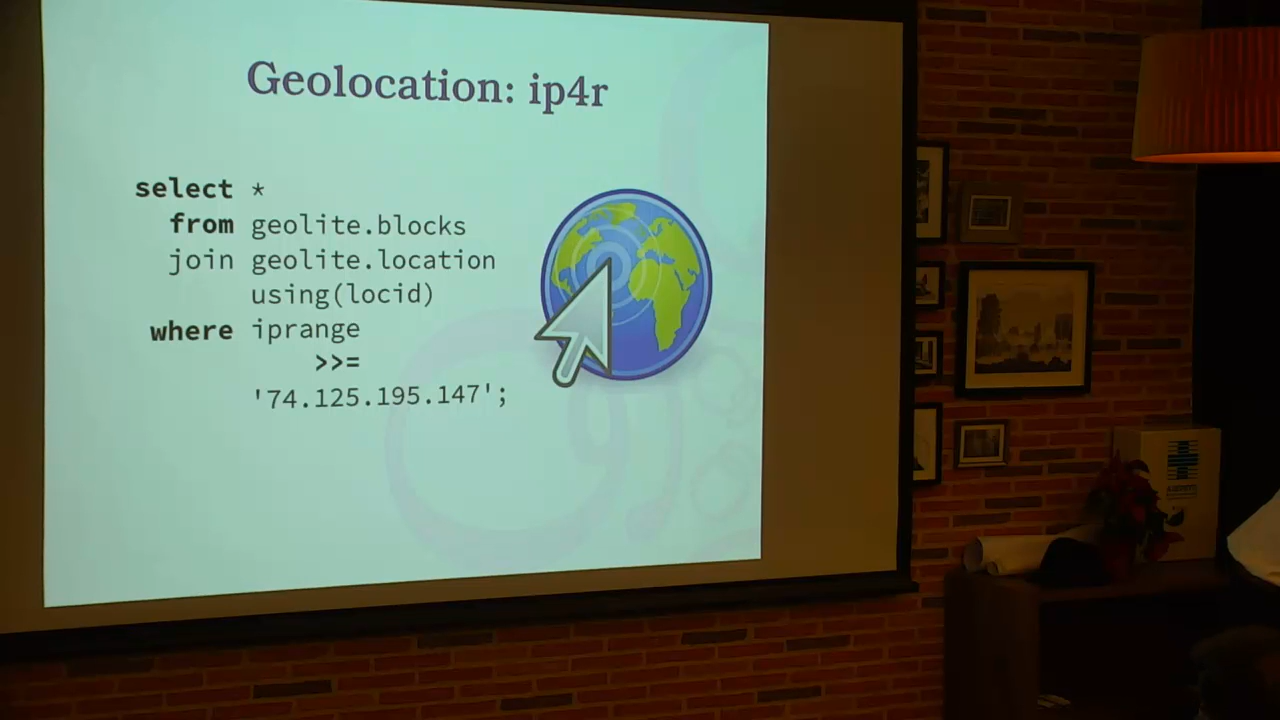 Geolocation: ip4r
select *
from geolite.blocks
join geolite.location
using(locid)
where iprange
>>=
'74.125.195.147';